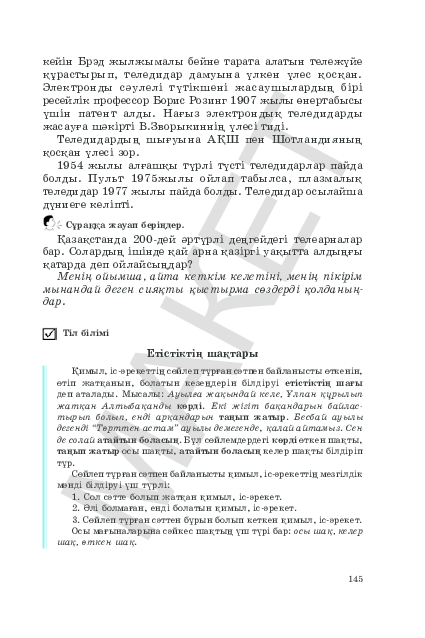 кейін Брэд жылжымалы бейне тарата алатын тележүйе
құрастырып, теледидар дамуына үлкен үлес қосқан.
Электронды сәулелі түтікшені жасаушылардың бірі
ресейлік профессор Борис Розинг 1907 жылы өнертабысы
үшін патент алды. Нағыз электрондық теледидарды
жасауға шәкірті В.Зворыкиннің үлесі тиді.
Теледидардың шығуына АҚШ пен Шотландияның
қосқан үлесі зор.
1954 жылы алғашқы түрлі түсті теледидарлар пайда
болды. Пульт 1975жылы ойлап табылса, плазмалық
теледидар 1977 жылы пайда болды. Теледидар осылайша
дүниеге келіпті.
Сұраққа жауап беріңдер.
Қазақстанда 200-дей әртүрлі деңгейдегі телеарналар
бар. Солардың ішінде қай арна қазіргі уақытта алдыңғы
қатарда деп ойлайсыңдар?
Менің ойымша, айта кеткім келетіні, менің пікірім
мынандай деген сияқты қыстырма сөздерді қолданың-
дар.
Тіл білімі
Етістіктің шақтары
Қимыл, іс-әрекеттің сөйлеп тұрған сәтпен байланысты өткенін,
өтіп жатқанын, болатын кезеңдерін білдіруі етістіктің шағы
деп аталады. Мысалы: Ауылға жақындай келе, Ұлпан құрылып
жатқан Алтыбақанды көрді. Екі жігіт бақандарын байлас-
тырып болып, енді арқандарын таңып жатыр. Бесбай ауылы
дегенді “Төрттен астам” ауылы демегенде, қалай айтамыз. Сен
де солай атайтын боласың. Бұл сөйлемдердегі көрді өткен шақты,
таңып жатыр осы шақты, атайтын боласың келер шақты білдіріп
тұр.
Сөйлеп тұрған сәтпен байланысты қимыл, іс-әрекеттің мезгілдік
мәнді білдіруі үш түрлі:
1. Сол сәтте болып жатқан қимыл, іс-әрекет.
2. Әлі болмаған, енді болатын қимыл, іс-әрекет.
3. Сөйлеп тұрған сәттен бұрын болып кеткен қимыл, іс-әрекет.
Осы мағыналарына сәйкес шақтың үш түрі бар: осы шақ, келер
шақ, өткен шақ.
145
МАКЕТ